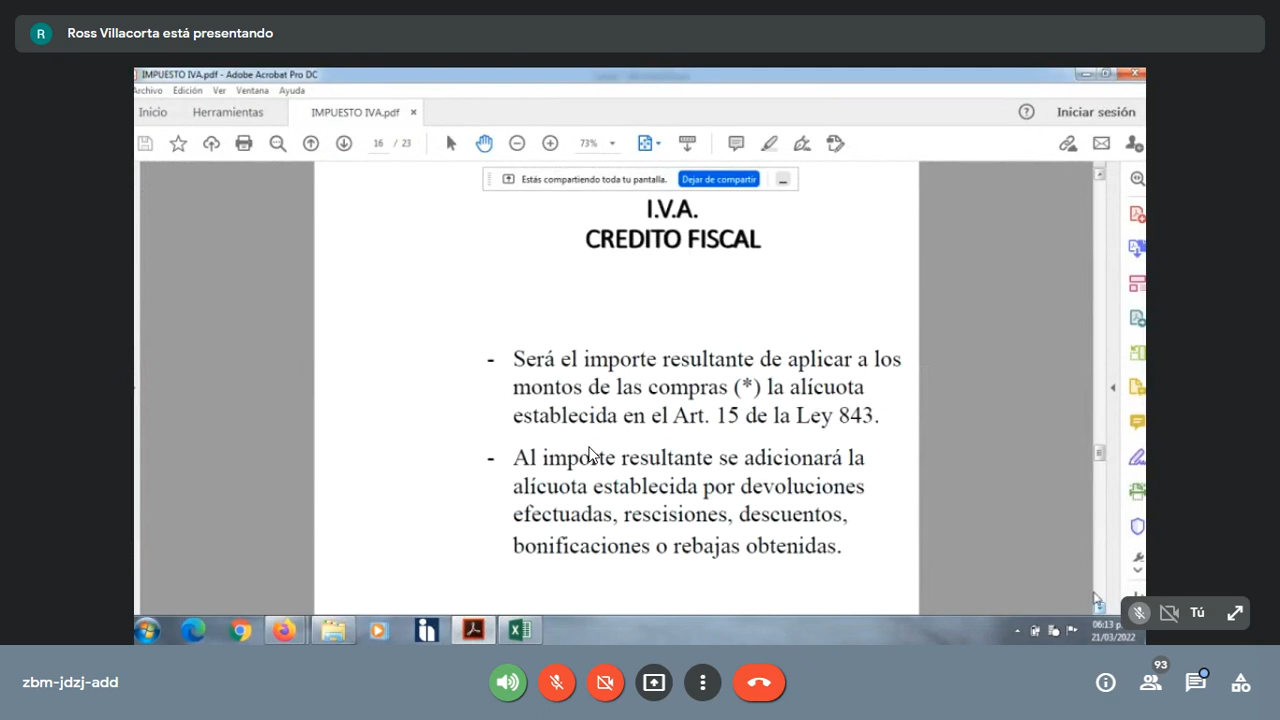 R Ross Villacorta está presentando
IMPUESTO IVA.pdf - Adobe Acrobat Pro DC
Archivo Edición Ver Ventana Ayuda
Inicio Herramientas IMPUESTO IVA.pdf × Iniciar sesión
16 / 23 73%
Estás compartiendo toda tu pantalla. Dejar de compartir
I.V.A.
CREDITO FISCAL
- Será el importe resultante de aplicar a los
montos de las compras (*) la alícuota
establecida en el Art. 15 de la Ley 843.
- Al importe resultante se adicionará la
alícuota establecida por devoluciones
efectuadas, rescisiones, descuentos,
bonificaciones o rebajas obtenidas.
Tú
06:13 p.
21/03/2022
zbm-jdzj-add
93